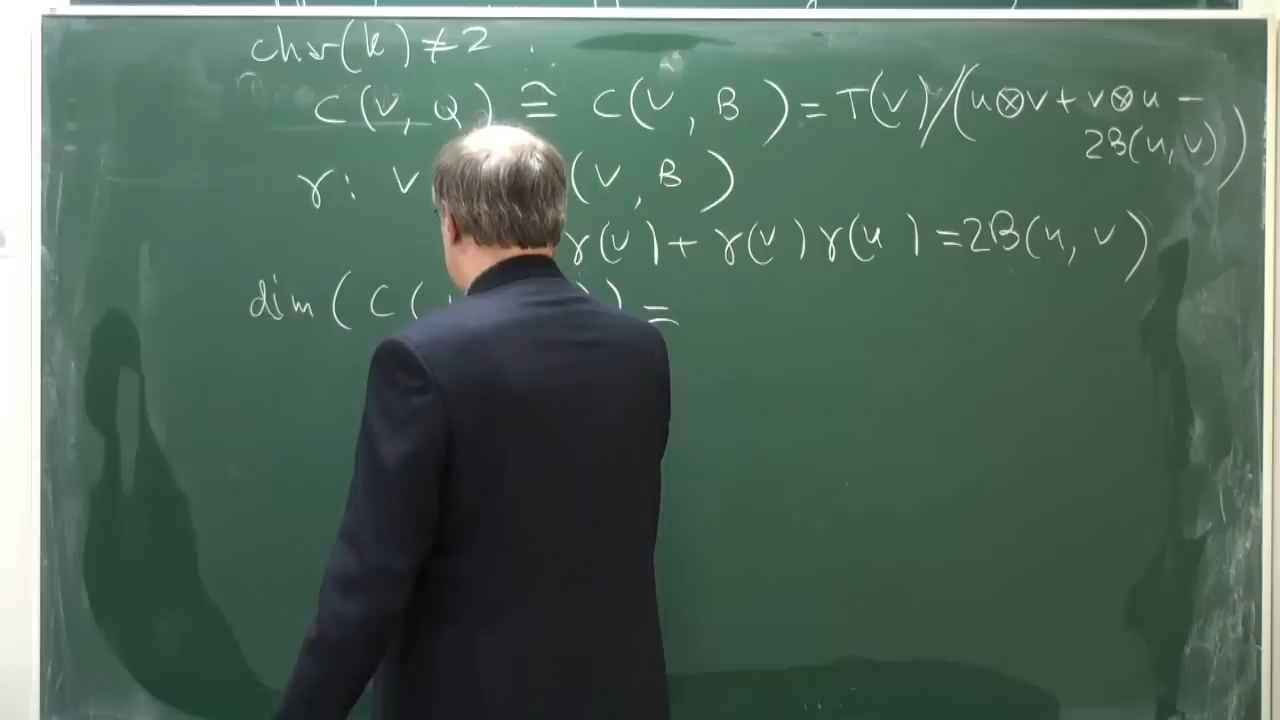 char(k) ≠ 2 .
C(V, Q) ≅ C(V, B) = T(V)/(u⊗v + v⊗u −
2B(u, v))
γ: V (V, B)
γ(v) + γ(v)γ(u) = 2B(u, v)
dim(C( )) =